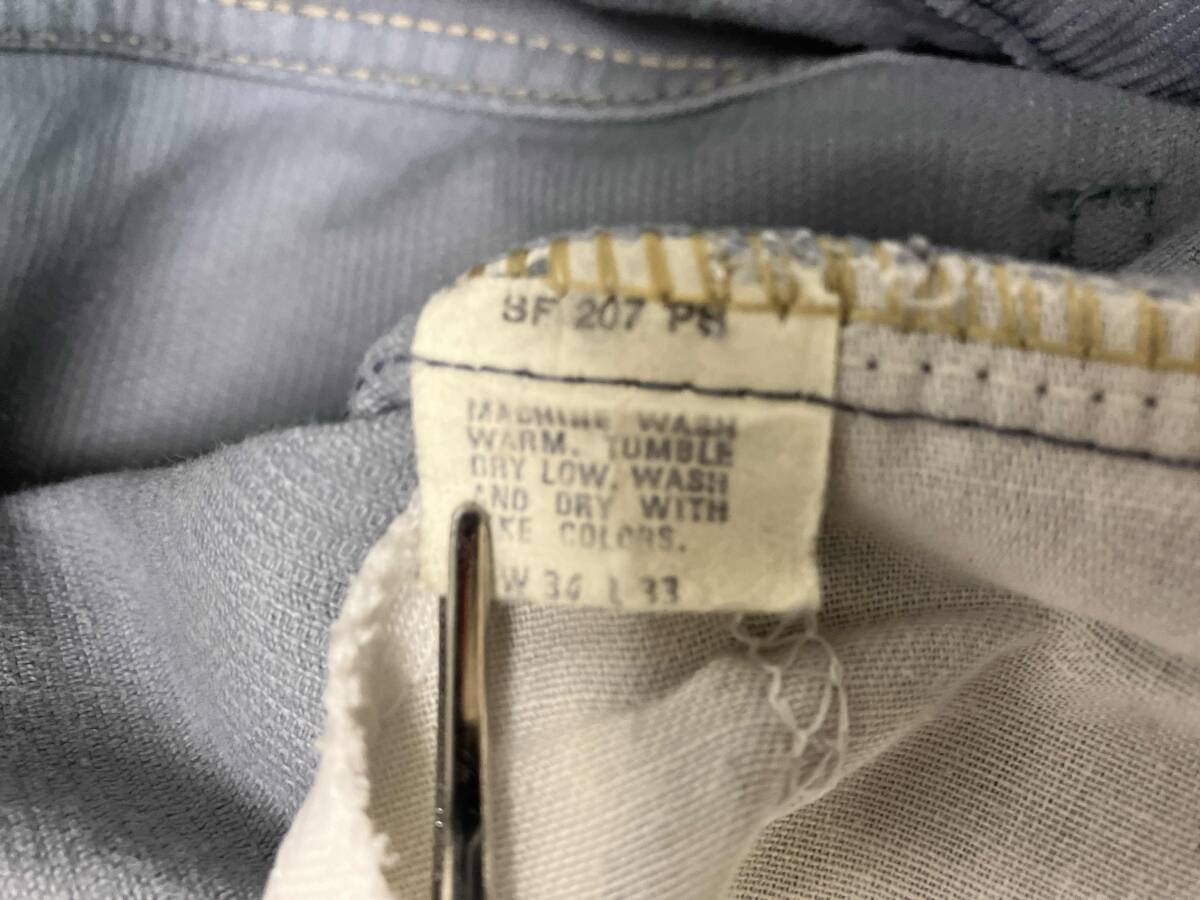 SF 207 PS
MACHINE WASH
WARM. TUMBLE
DRY LOW. WASH
AND DRY WITH
COLORS.
W 34 L 33